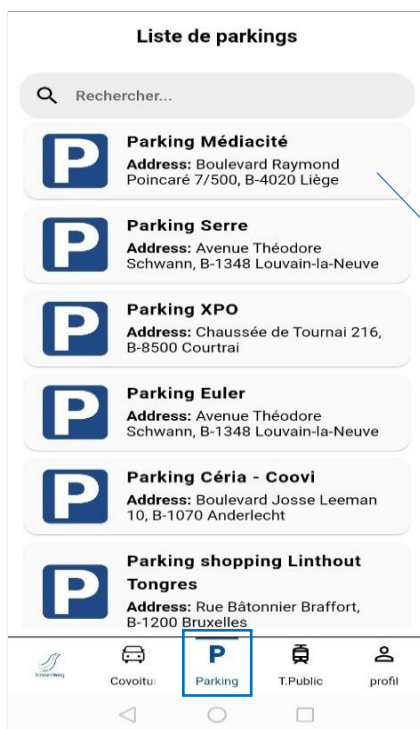 Liste de parkings
Rechercher...
P
Parking Médiacité
Address: Boulevard Raymond
Poincaré 7/500, B-4020 Liège
P
Parking Serre
Address: Avenue Théodore
Schwann, B-1348 Louvain-la-Neuve
P
Parking XPO
Address: Chaussée de Tournai 216,
B-8500 Courtrai
P
Parking Euler
Address: Avenue Théodore
Schwann, B-1348 Louvain-la-Neuve
P
Parking Céria - Coovi
Address: Boulevard Josse Leeman
10, B-1070 Anderlecht
P
Parking shopping Linthout
Tongres
Address: Rue Bâtonnier Braffort,
B-1200 Bruxelles
P
SmartWay
Covoitu
Parking
T.Public
profil